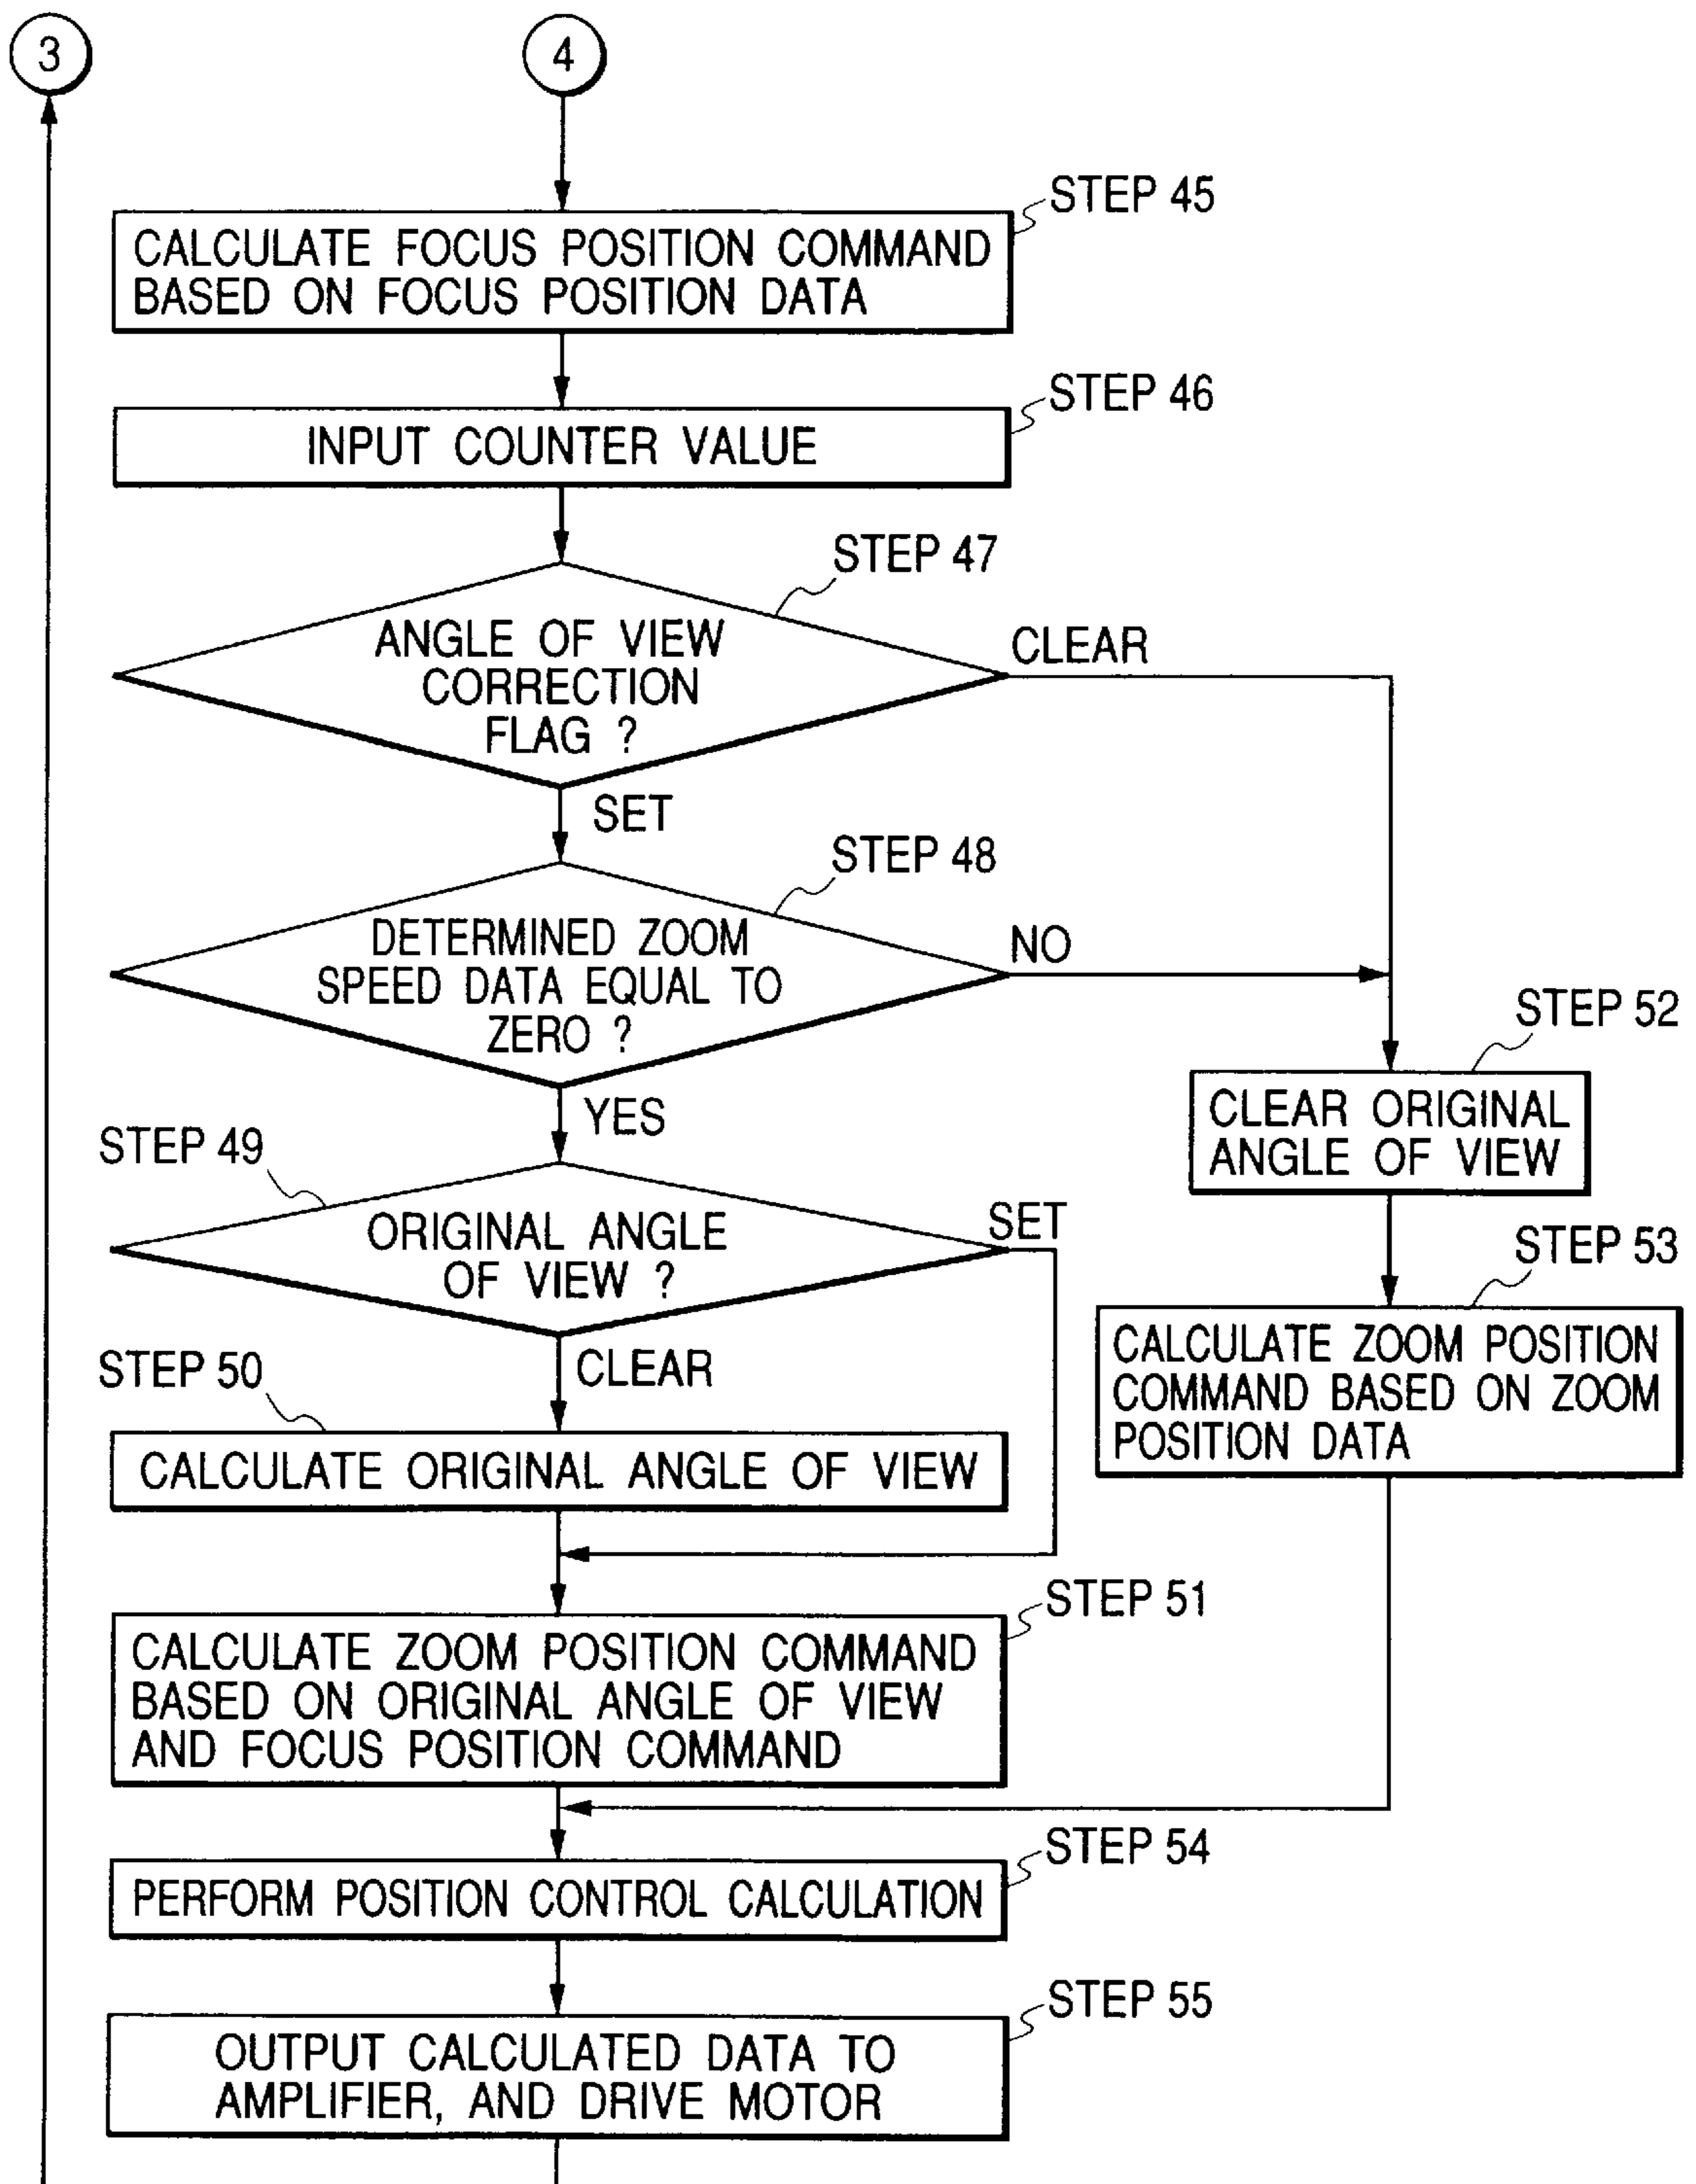 3
4
STEP 45
CALCULATE FOCUS POSITION COMMAND
BASED ON FOCUS POSITION DATA
STEP 46
INPUT COUNTER VALUE
STEP 47
ANGLE OF VIEW
CORRECTION
FLAG ?
CLEAR
SET
STEP 48
DETERMINED ZOOM
SPEED DATA EQUAL TO
ZERO ?
NO
YES
STEP 52
CLEAR ORIGINAL
ANGLE OF VIEW
STEP 49
ORIGINAL ANGLE
OF VIEW ?
SET
CLEAR
STEP 53
CALCULATE ZOOM POSITION
COMMAND BASED ON ZOOM
POSITION DATA
STEP 50
CALCULATE ORIGINAL ANGLE OF VIEW
STEP 51
CALCULATE ZOOM POSITION COMMAND
BASED ON ORIGINAL ANGLE OF VIEW
AND FOCUS POSITION COMMAND
STEP 54
PERFORM POSITION CONTROL CALCULATION
STEP 55
OUTPUT CALCULATED DATA TO
AMPLIFIER, AND DRIVE MOTOR